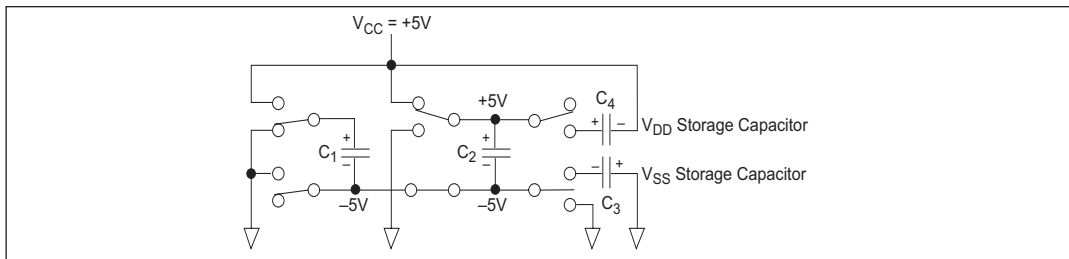 V_CC = +5V
+5V
C_4
+ –
V_DD Storage Capacitor
+
C_1
–
+
C_2
–
– +
V_SS Storage Capacitor
C_3
–5V
–5V